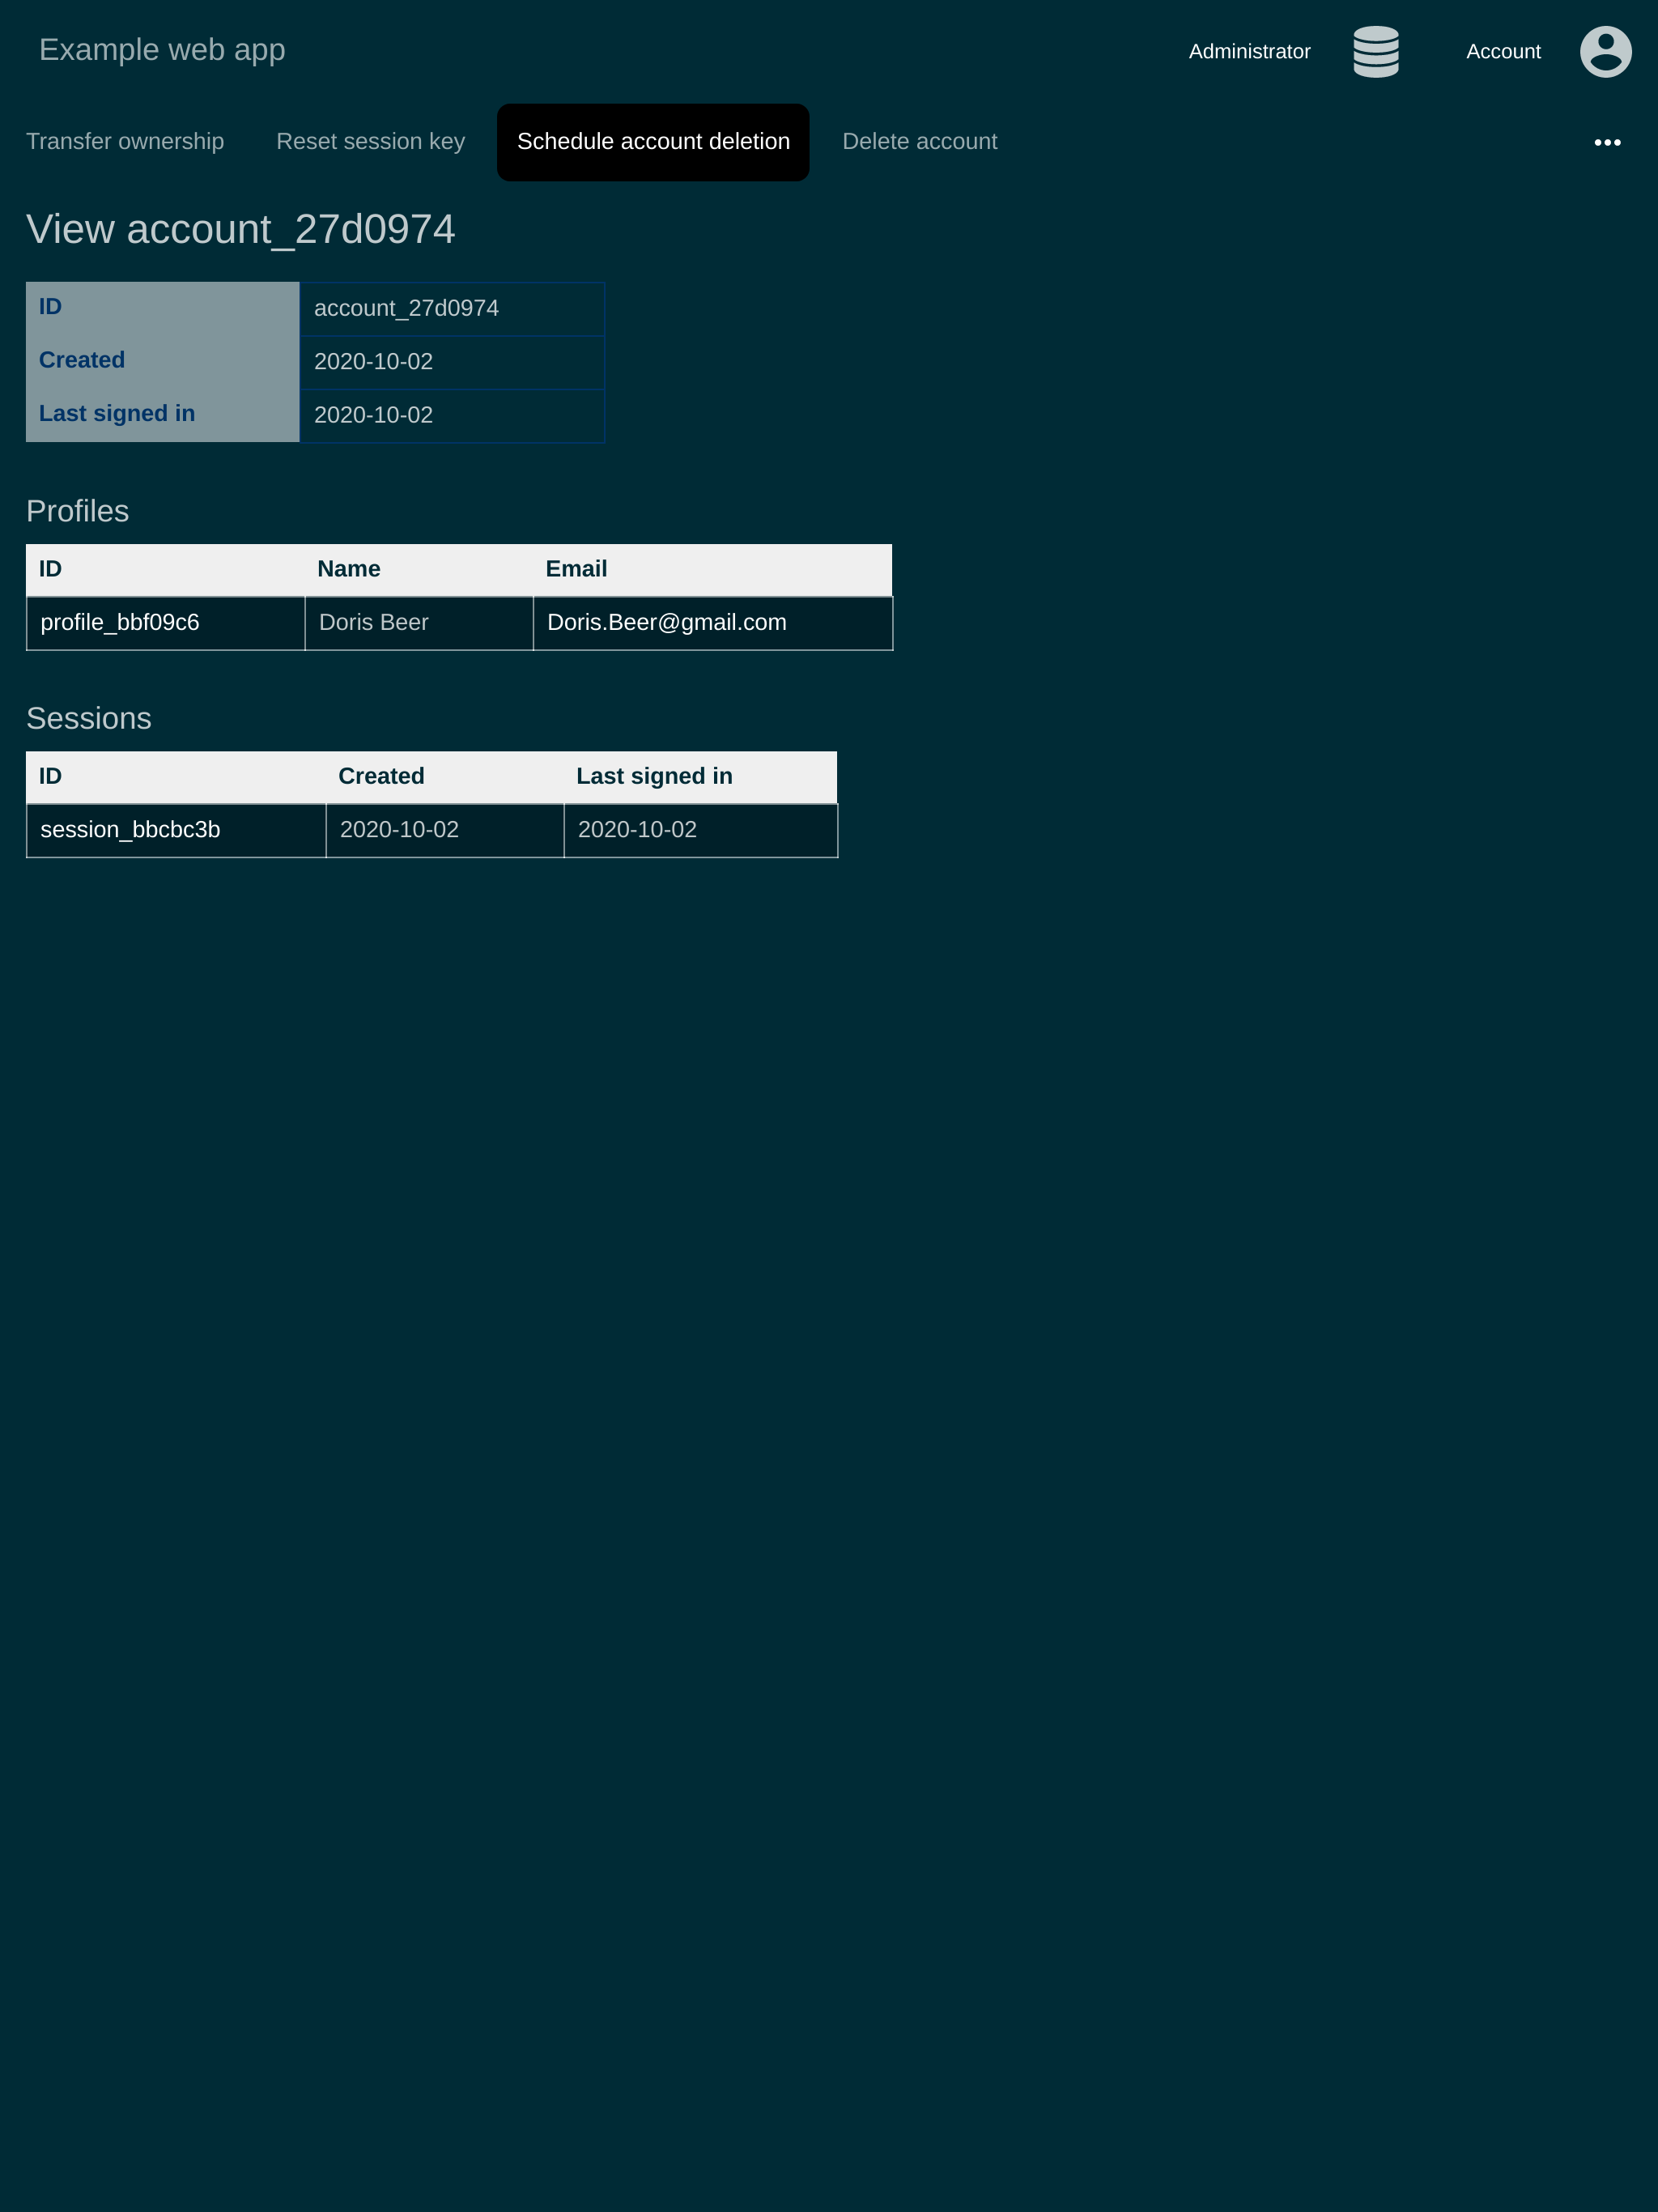 Example web app Administrator Account
Transfer ownership Reset session key Schedule account deletion Delete account •••
View account_27d0974
ID account_27d0974
Created 2020-10-02
Last signed in 2020-10-02
Profiles
ID Name Email
profile_bbf09c6 Doris Beer Doris.Beer@gmail.com
Sessions
ID Created Last signed in
session_bbcbc3b 2020-10-02 2020-10-02